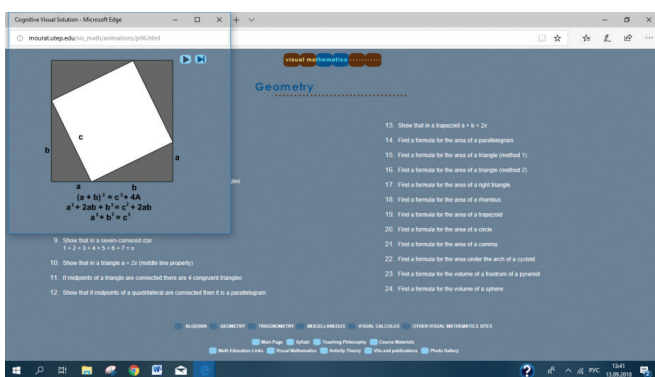 Cognitive Visual Solution - Microsoft Edge
mourat.utep.edu/vis_math/animations/p06.html
c
b
a
a b
(a + b)² = c² + 4A
a² + 2ab + b² = c² + 2ab
a² + b² = c²
visual mathematics ··········
Geometry
9. Show that in a seven-cornered star
1 + 2 + 3 + 4 + 5 + 6 + 7 = π
10. Show that in a triangle a = 2x (middle line property)
11. If midpoints of a triangle are connected there are 4 congruent triangles
12. Show that if midpoints of a quadrilateral are connected then it is a parallelogram
13. Show that in a trapezoid a + b = 2x
14. Find a formula for the area of a parallelogram
15. Find a formula for the area of a triangle (method 1)
16. Find a formula for the area of a triangle (method 2)
17. Find a formula for the area of a right triangle
18. Find a formula for the area of a rhombus
19. Find a formula for the area of a trapezoid
20. Find a formula for the area of a circle
21. Find a formula for the area of a comma
22. Find a formula for the area under the arch of a cycloid
23. Find a formula for the volume of a frustrum of a pyramid
24. Find a formula for the volume of a sphere
ALGEBRA GEOMETRY TRIGONOMETRY MISCELLANEOUS VISUAL CALCULUS OTHER VISUAL MATHEMATICS SITES
Main Page Syllabi Teaching Philosophy Course Materials
Math Education Links Visual Mathematics Activity Theory Vita and publications Photo Gallery
РУС
13:41
13.09.2018